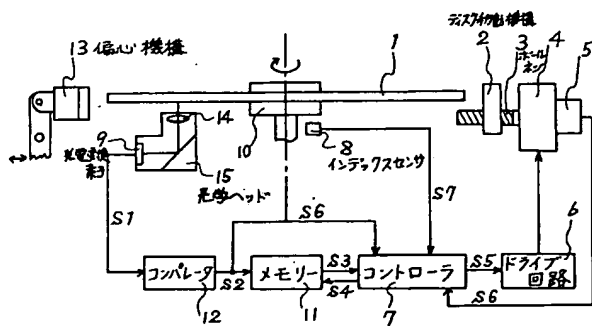 13 偏心機構
ディスク移動機構
1
2
3
ボールネジ
4
5
14
9
光電変換素子
10
15
光学ヘッド
8
インデックスセンサ
S1
S6
S7
コンパレータ
12
S2
メモリー
11
S3
S4
コントローラ
7
S5
ドライブ
回路
6
S6